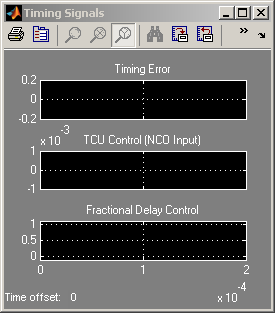 Timing Signals
»
Timing Error
0.2
0
-0.2
x 10^-3
TCU Control (NCO Input)
1
0
-1
Fractional Delay Control
1
0.5
0
0 1 2
Time offset: 0
x 10^-4